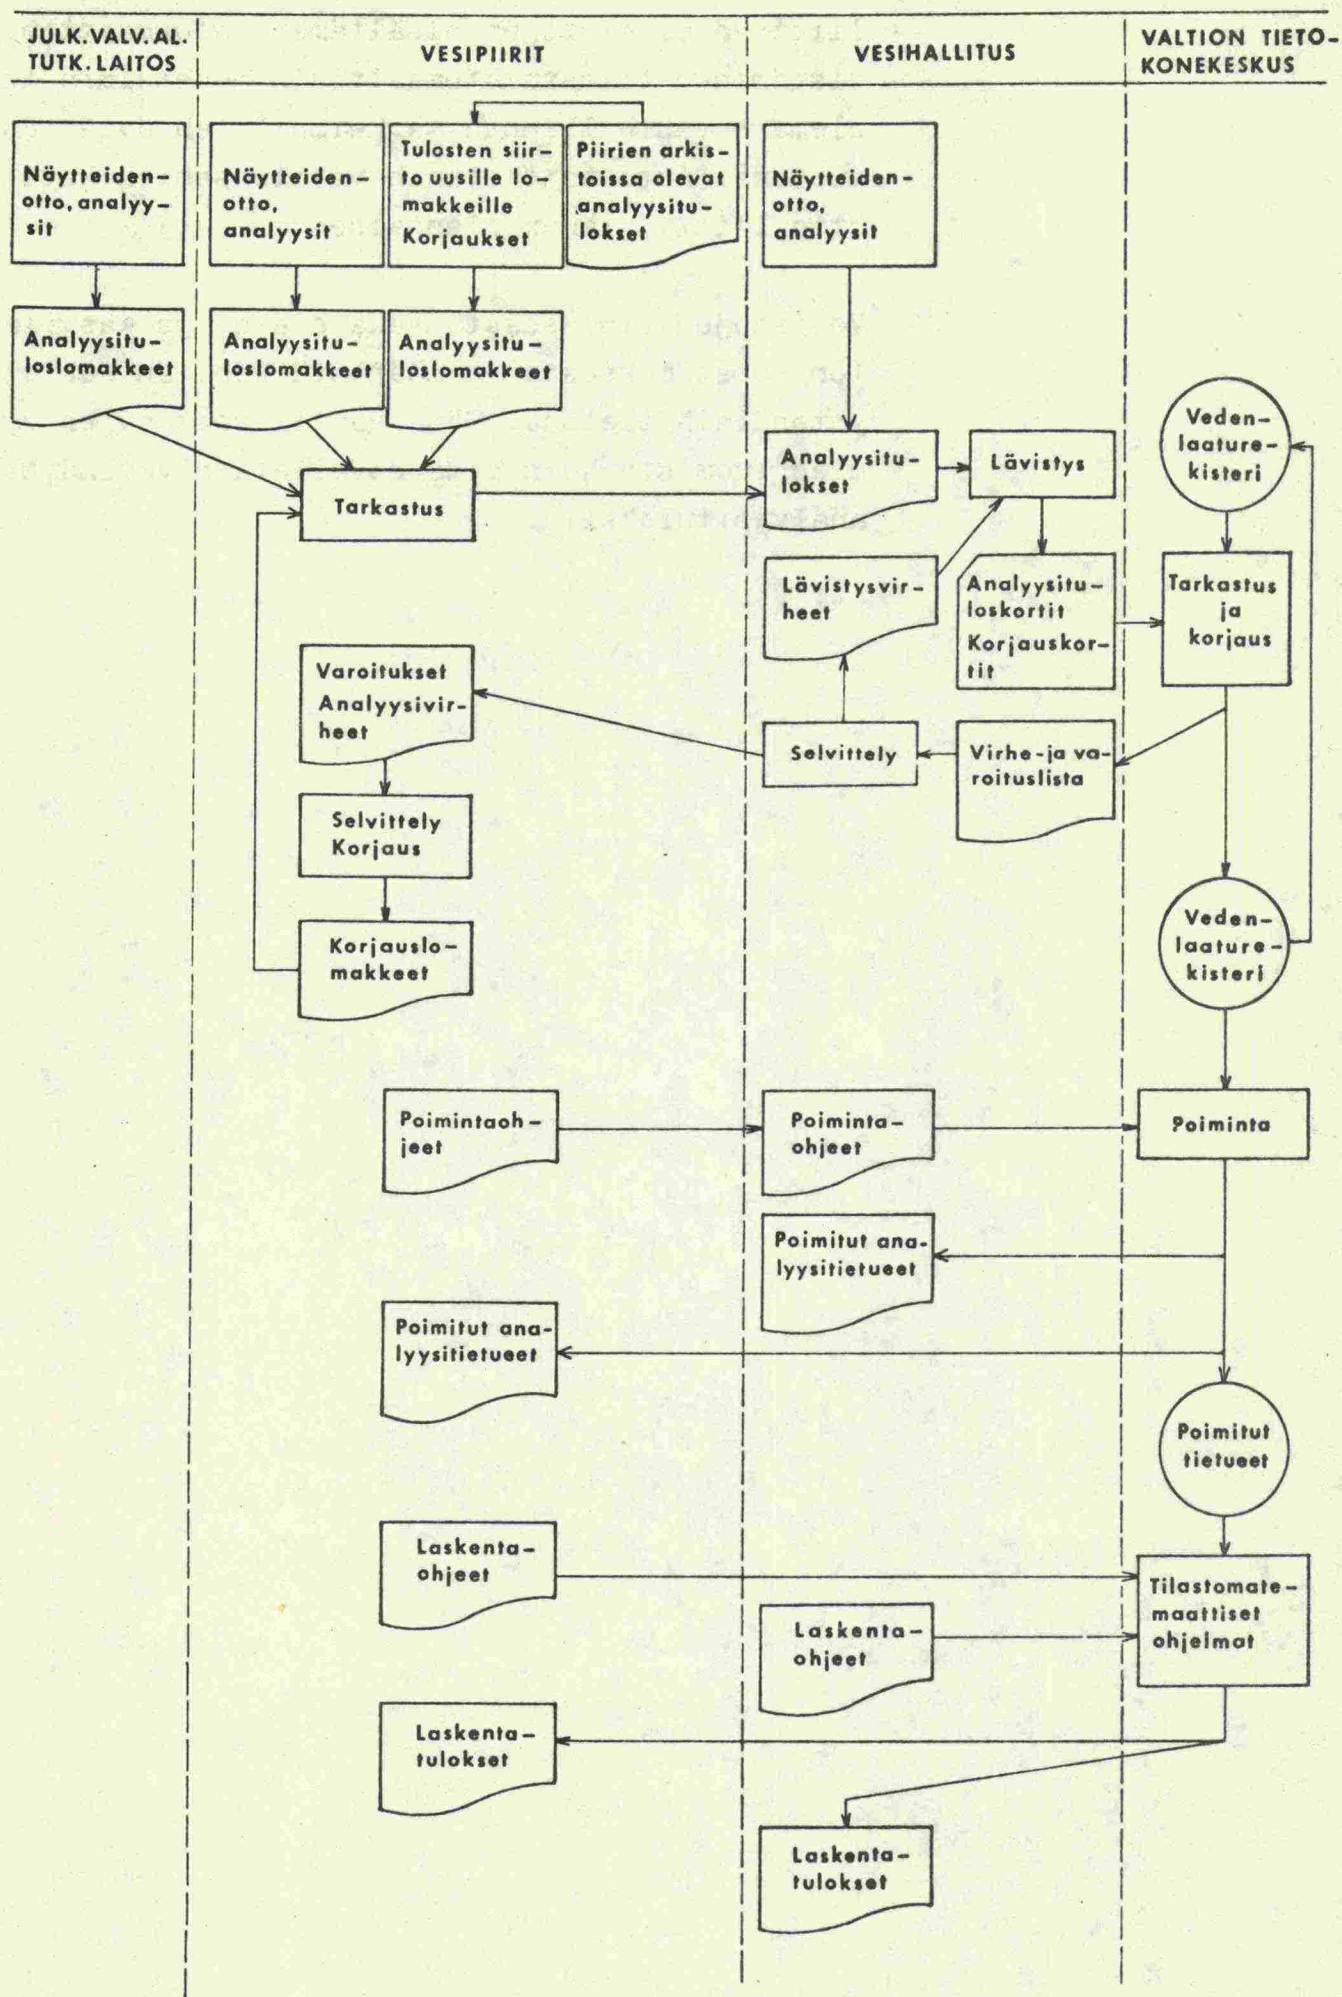 JULK.VALV.AL.
TUTK.LAITOS
VESIPIIRIT
VESIHALLITUS
VALTION TIETO-
KONEKESKUS
Näytteiden-
otto, analyy-
sit
Näytteiden-
otto,
analyysit
Tulosten siir-
to uusille lo-
makkeille
Korjaukset
Piirien arkis-
toissa olevat
analyysitu-
lokset
Näytteiden-
otto,
analyysit
Analyysitu-
loslomakkeet
Analyysitu-
loslomakkeet
Analyysitu-
loslomakkeet
Veden-
laature-
kisteri
Analyysitu-
lokset
Lävistys
Tarkastus
Lävistysvir-
heet
Analyysitu-
loskortit
Korjauskor-
tit
Tarkastus
ja
korjaus
Varoitukset
Analyysivir-
heet
Selvittely
Virhe-ja va-
roituslista
Selvittely
Korjaus
Veden-
laature-
kisteri
Korjauslo-
makkeet
Poimintaoh-
jeet
Poiminta-
ohjeet
Poiminta
Poimitut ana-
lyysitietueet
Poimitut ana-
lyysitietueet
Poimitut
tietueet
Laskenta-
ohjeet
Tilastomate-
maattiset
ohjelmat
Laskenta-
ohjeet
Laskenta-
tulokset
Laskenta-
tulokset